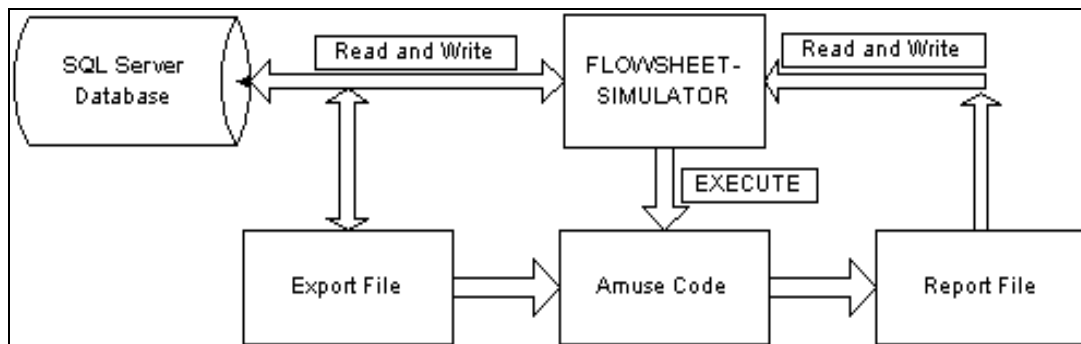 SQL Server
Database
Read and Write
FLOWSHEET-
SIMULATOR
Read and Write
EXECUTE
Export File
Amuse Code
Report File